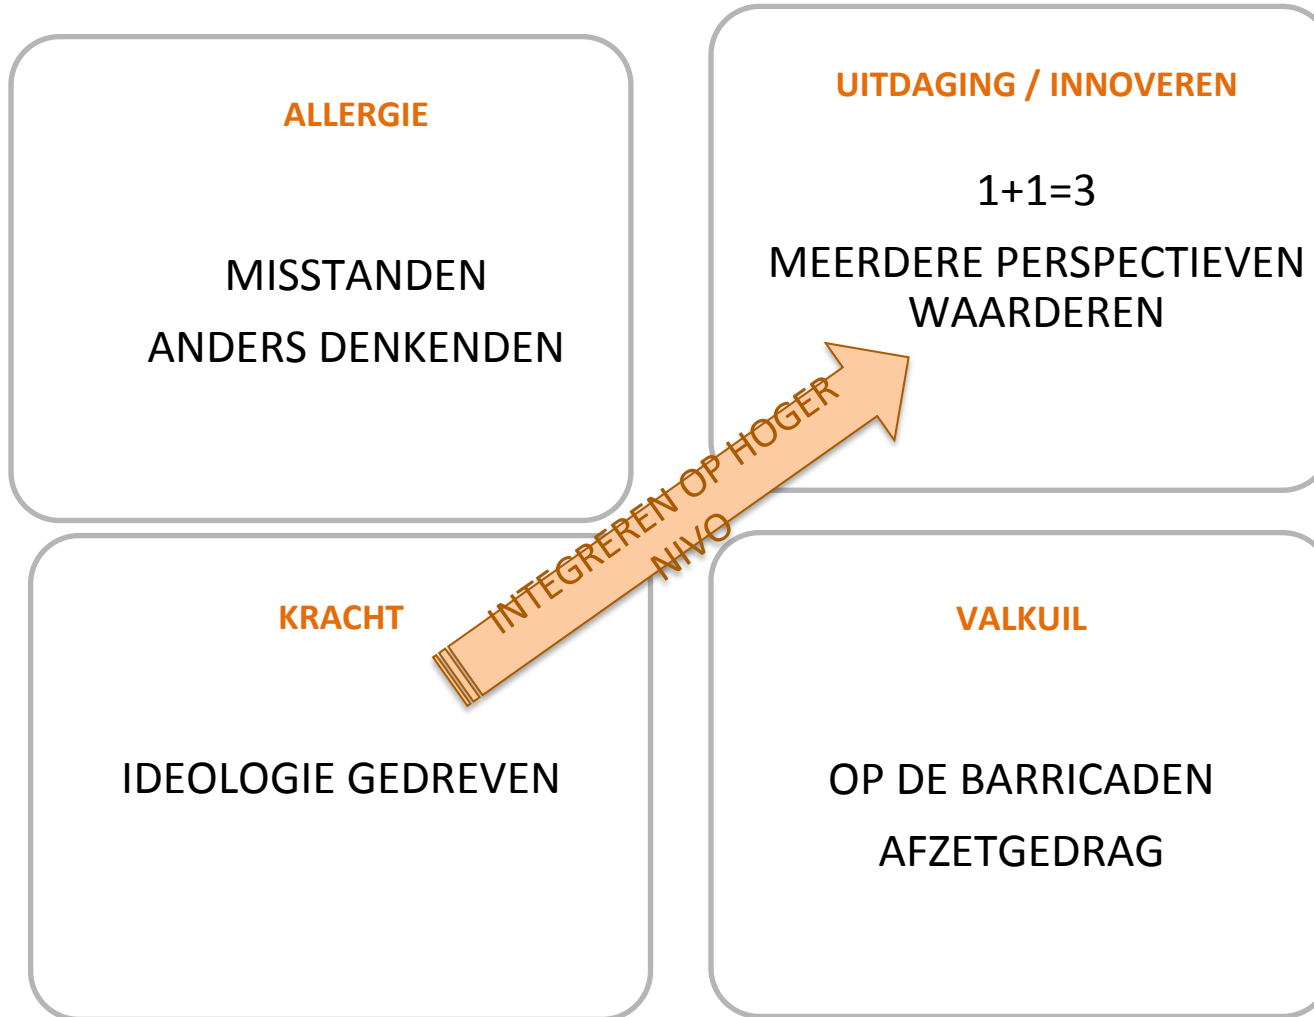 ALLERGIE
MISSTANDEN
ANDERS DENKENDEN
UITDAGING / INNOVEREN
1+1=3
MEERDERE PERSPECTIEVEN
WAARDEREN
INTEGREREN OP HOGER
NIVO
KRACHT
IDEOLOGIE GEDREVEN
VALKUIL
OP DE BARRICADEN
AFZETGEDRAG